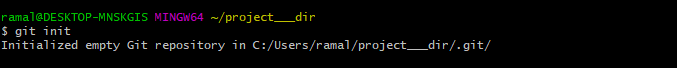 ramal@DESKTOP-MNSKGIS MINGW64 ~/project___dir
$ git init
Initialized empty Git repository in C:/Users/ramal/project___dir/.git/